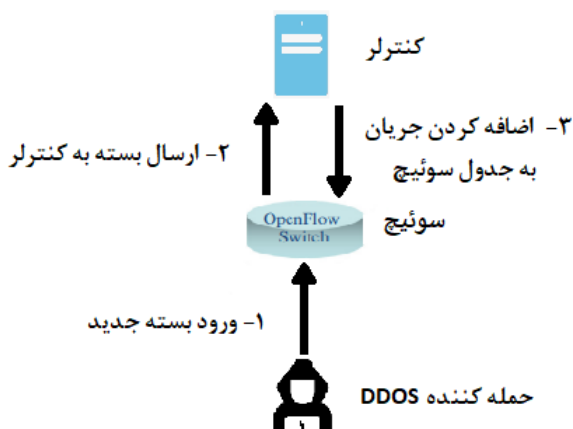 کنترلر
۳- اضافه کردن جریان
به جدول سوئیچ
۲- ارسال بسته به کنترلر
OpenFlow
Switch
سوئیچ
۱- ورود بسته جدید
حمله کننده DDOS